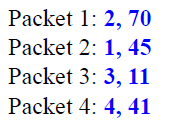 Packet 1: 2, 70
Packet 2: 1, 45
Packet 3: 3, 11
Packet 4: 4, 41